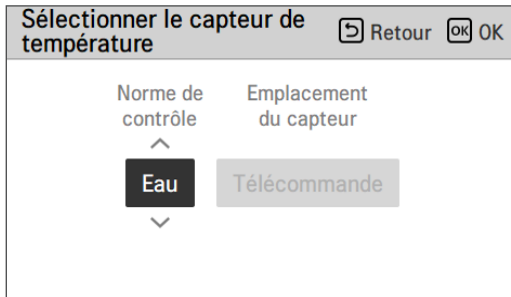 Sélectionner le capteur de
température
Retour
OK OK
Norme de
contrôle
Emplacement
du capteur
Eau
Télécommande